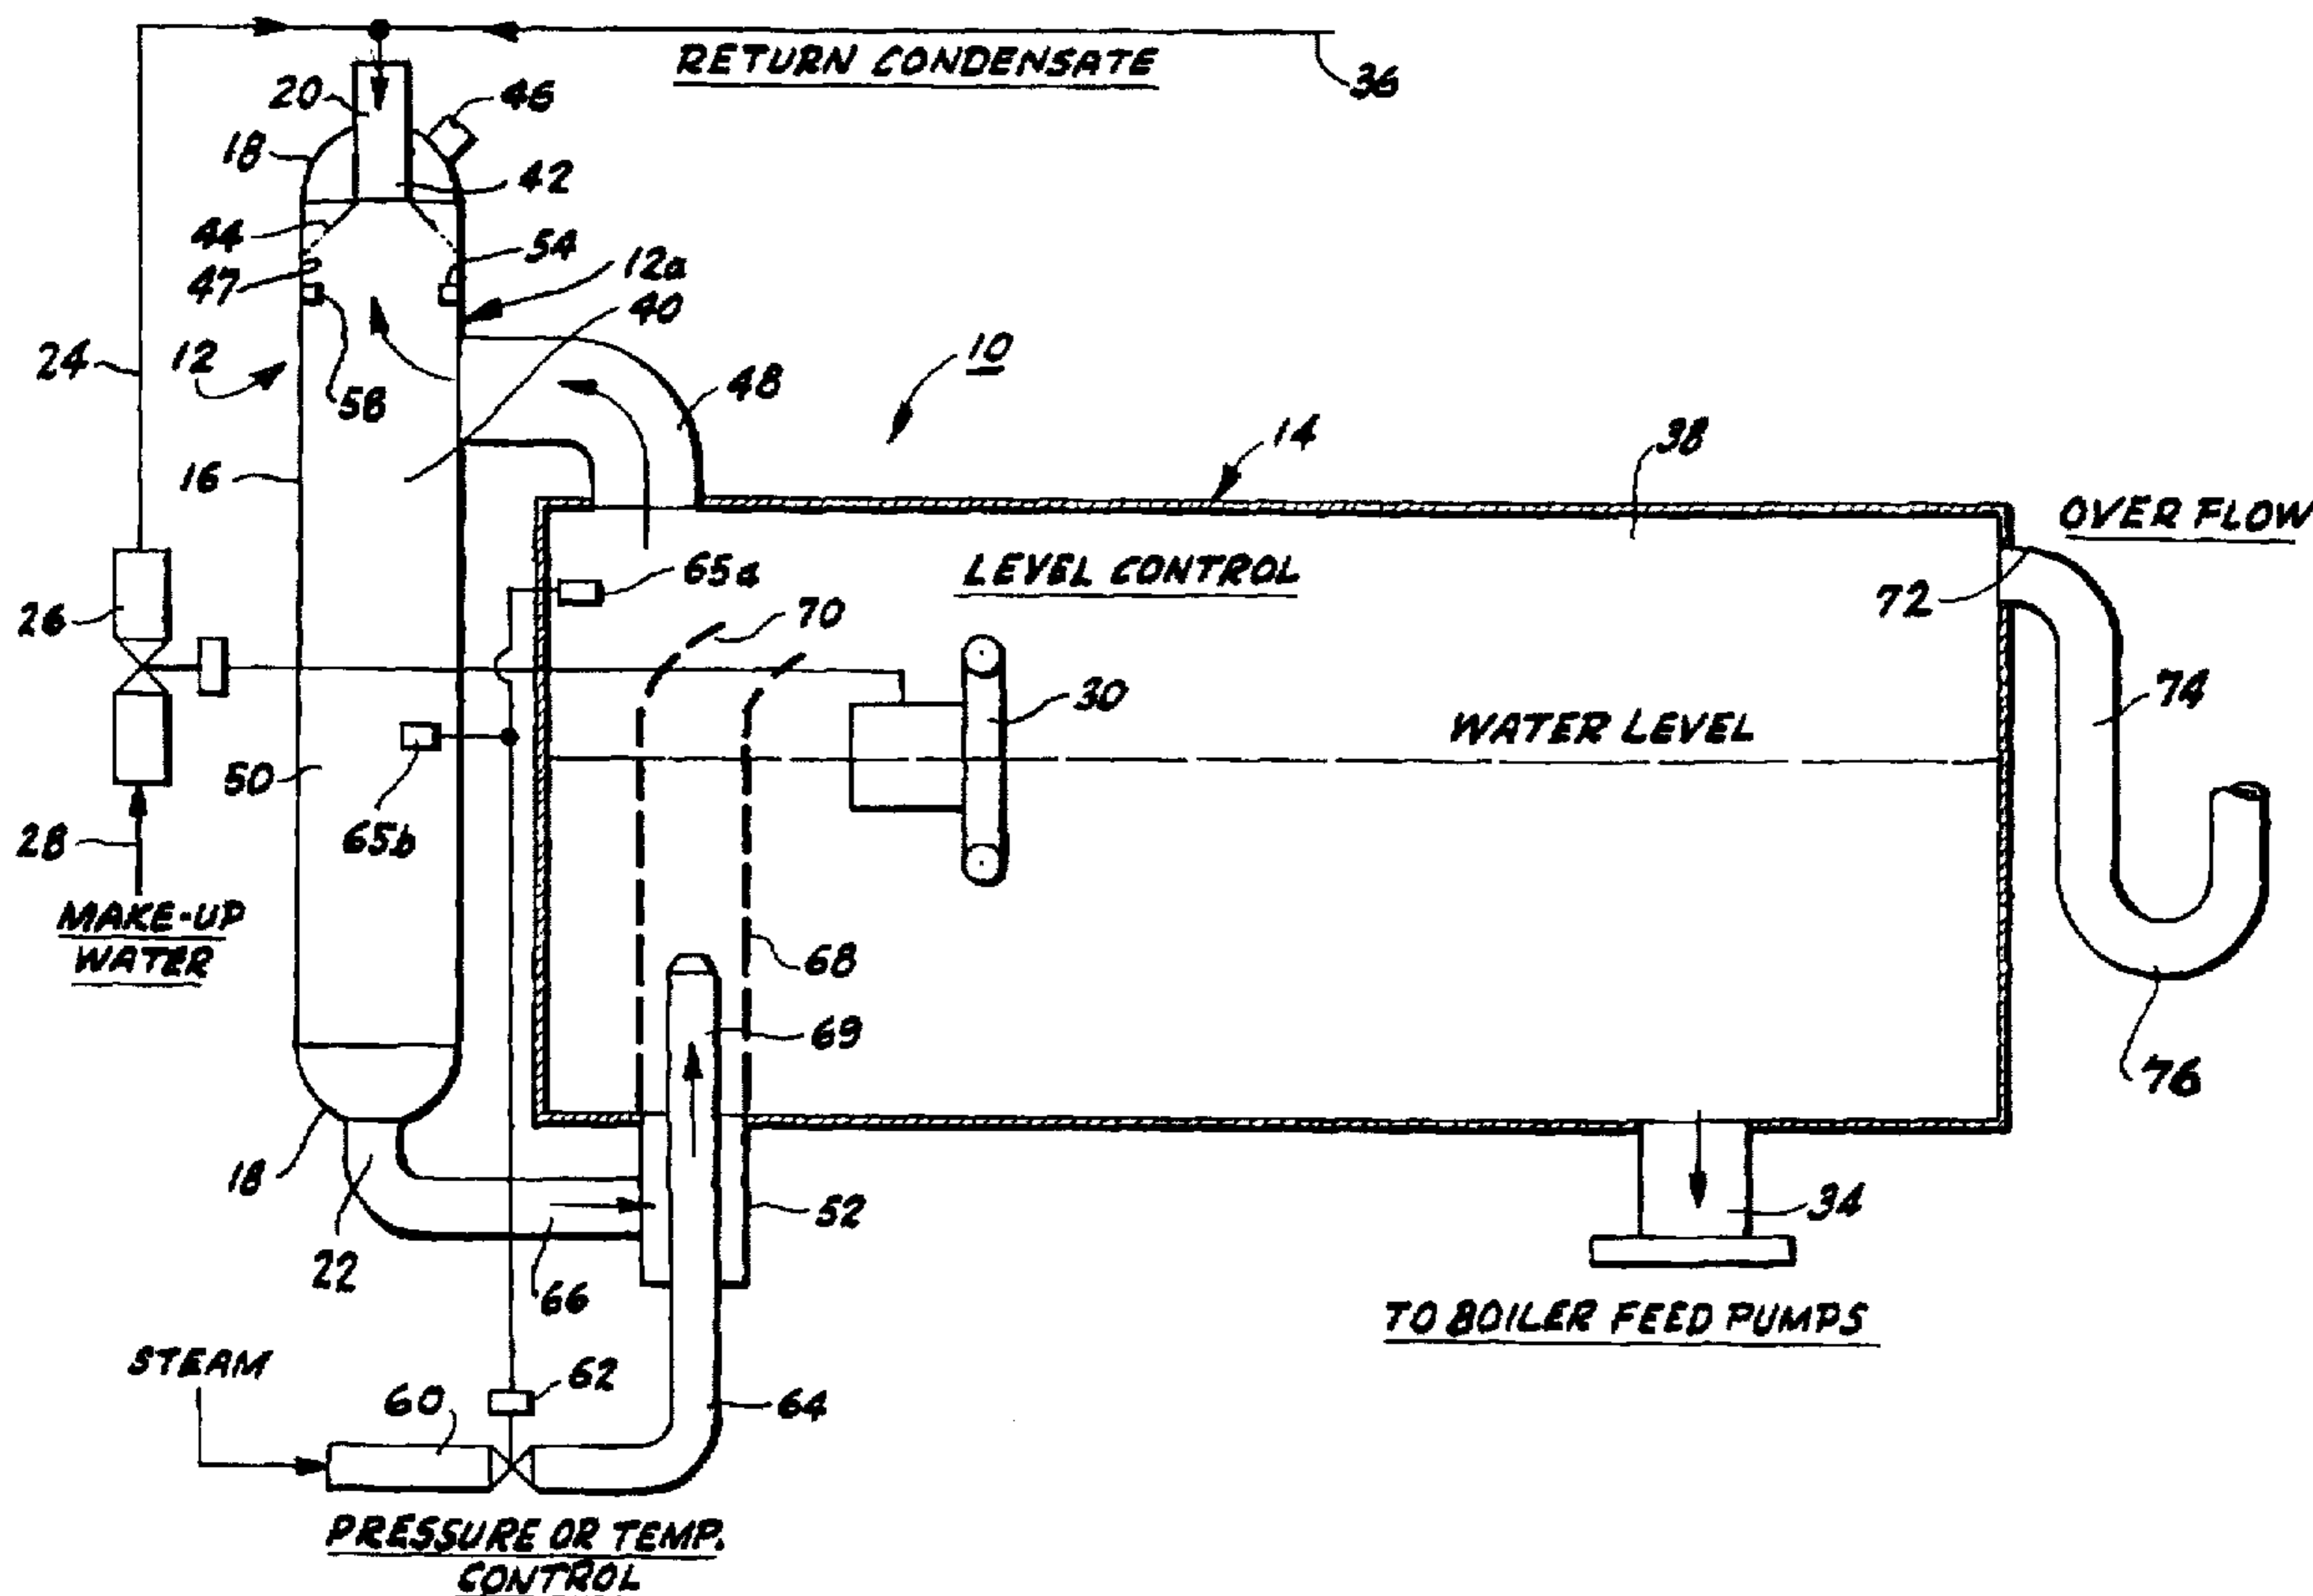 RETURN CONDENSATE
36
20
46
18
42
44
54
47
12a
40
24
12
58
10
48
14
38
16
OVER FLOW
LEVEL CONTROL
65a
72
26
70
30
74
WATER LEVEL
50
65b
28
MAKE-UP
WATER
68
69
76
18
22
66
52
34
TO BOILER FEED PUMPS
STEAM
62
60
64
PRESSURE OR TEMP.
CONTROL